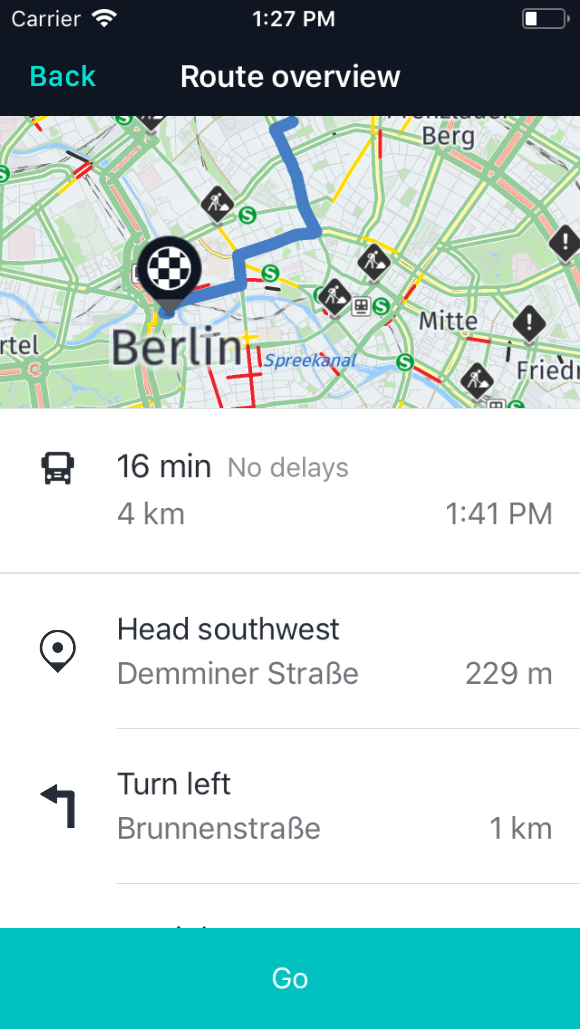 Carrier 1:27 PM
Back Route overview
Berg
S
S
S
S
S
Mitte
rtel
Berlin
Spreekanal
S
Friedr
16 min No delays
4 km 1:41 PM
Head southwest
Demminer Straße 229 m
Turn left
Brunnenstraße 1 km
Go